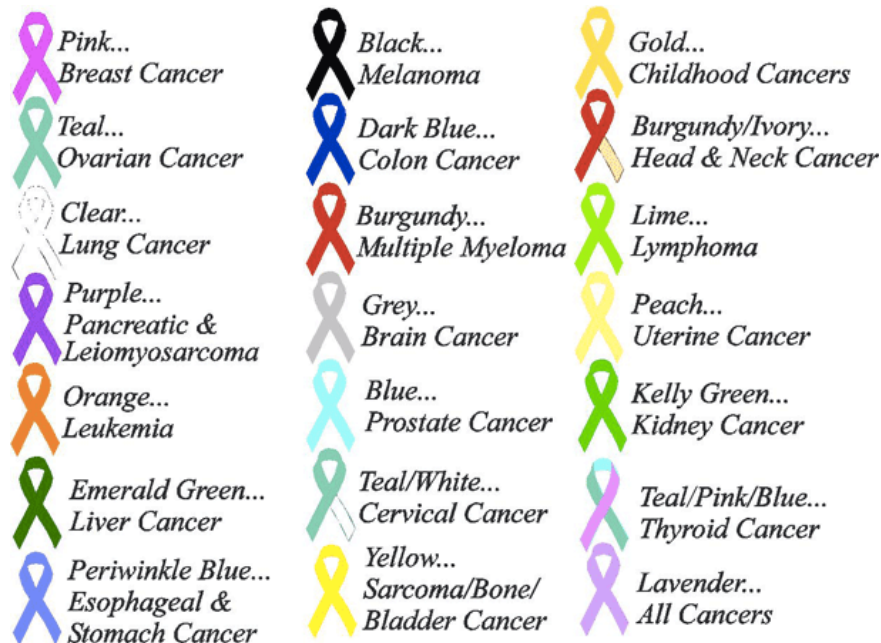 Pink...
Breast Cancer
Black...
Melanoma
Gold...
Childhood Cancers
Teal...
Ovarian Cancer
Dark Blue...
Colon Cancer
Burgundy/Ivory...
Head & Neck Cancer
Clear...
Lung Cancer
Burgundy...
Multiple Myeloma
Lime...
Lymphoma
Purple...
Pancreatic &
Leiomyosarcoma
Grey...
Brain Cancer
Peach...
Uterine Cancer
Orange...
Leukemia
Blue...
Prostate Cancer
Kelly Green...
Kidney Cancer
Emerald Green...
Liver Cancer
Teal/White...
Cervical Cancer
Teal/Pink/Blue...
Thyroid Cancer
Periwinkle Blue...
Esophageal &
Stomach Cancer
Yellow...
Sarcoma/Bone/
Bladder Cancer
Lavender...
All Cancers